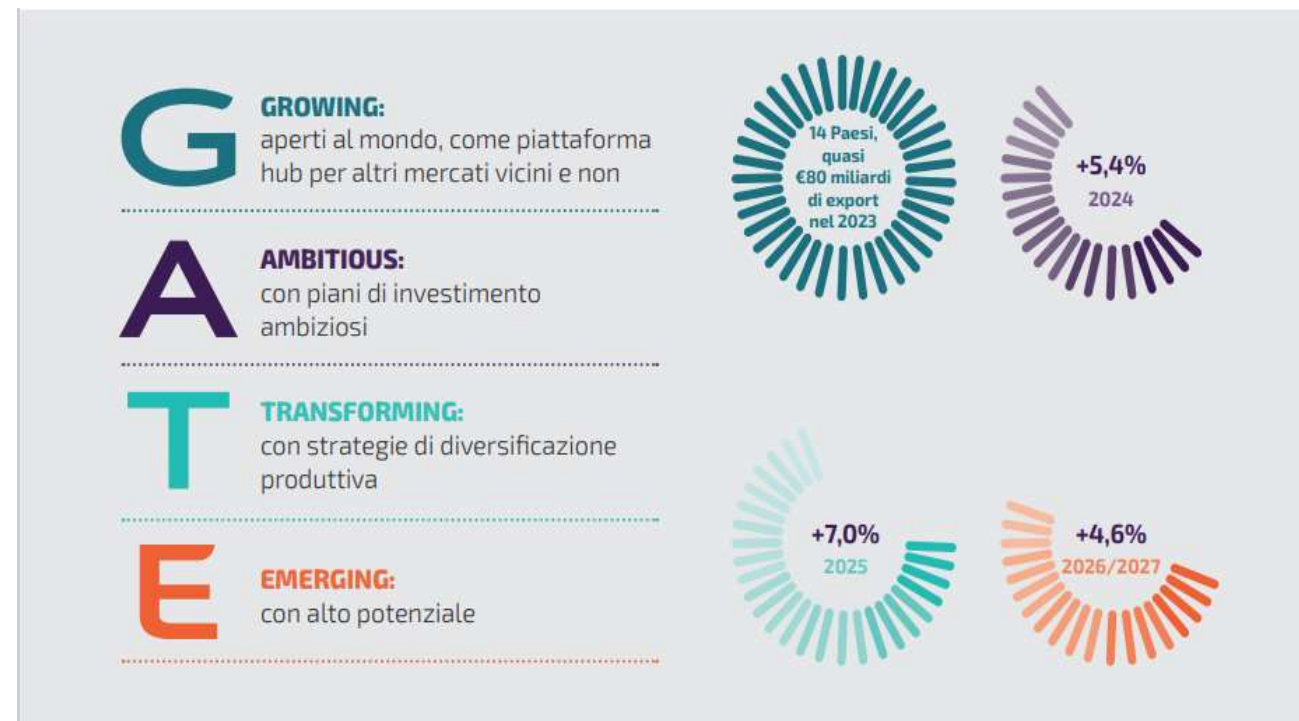 G
GROWING:
aperti al mondo, come piattaforma
hub per altri mercati vicini e non
A
AMBITIOUS:
con piani di investimento
ambiziosi
T
TRANSFORMING:
con strategie di diversificazione
produttiva
E
EMERGING:
con alto potenziale
14 Paesi,
quasi
€80 miliardi
di export
nel 2023
+5,4%
2024
+7,0%
2025
+4,6%
2026/2027